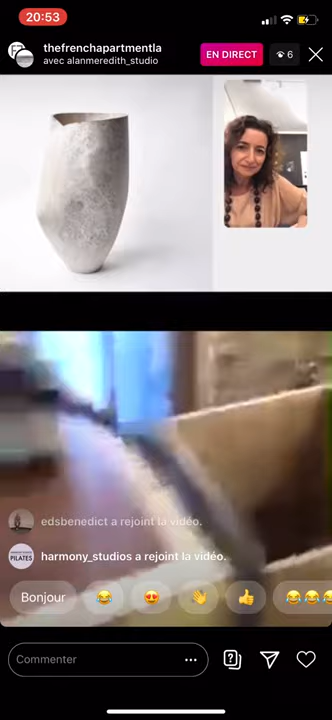 20:53
thefrenchapartmentla
avec alanmeredith_studio
EN DIRECT
6
edsbenedict a rejoint la vidéo.
PILATES
harmony_studios a rejoint la vidéo.
Bonjour
Commenter